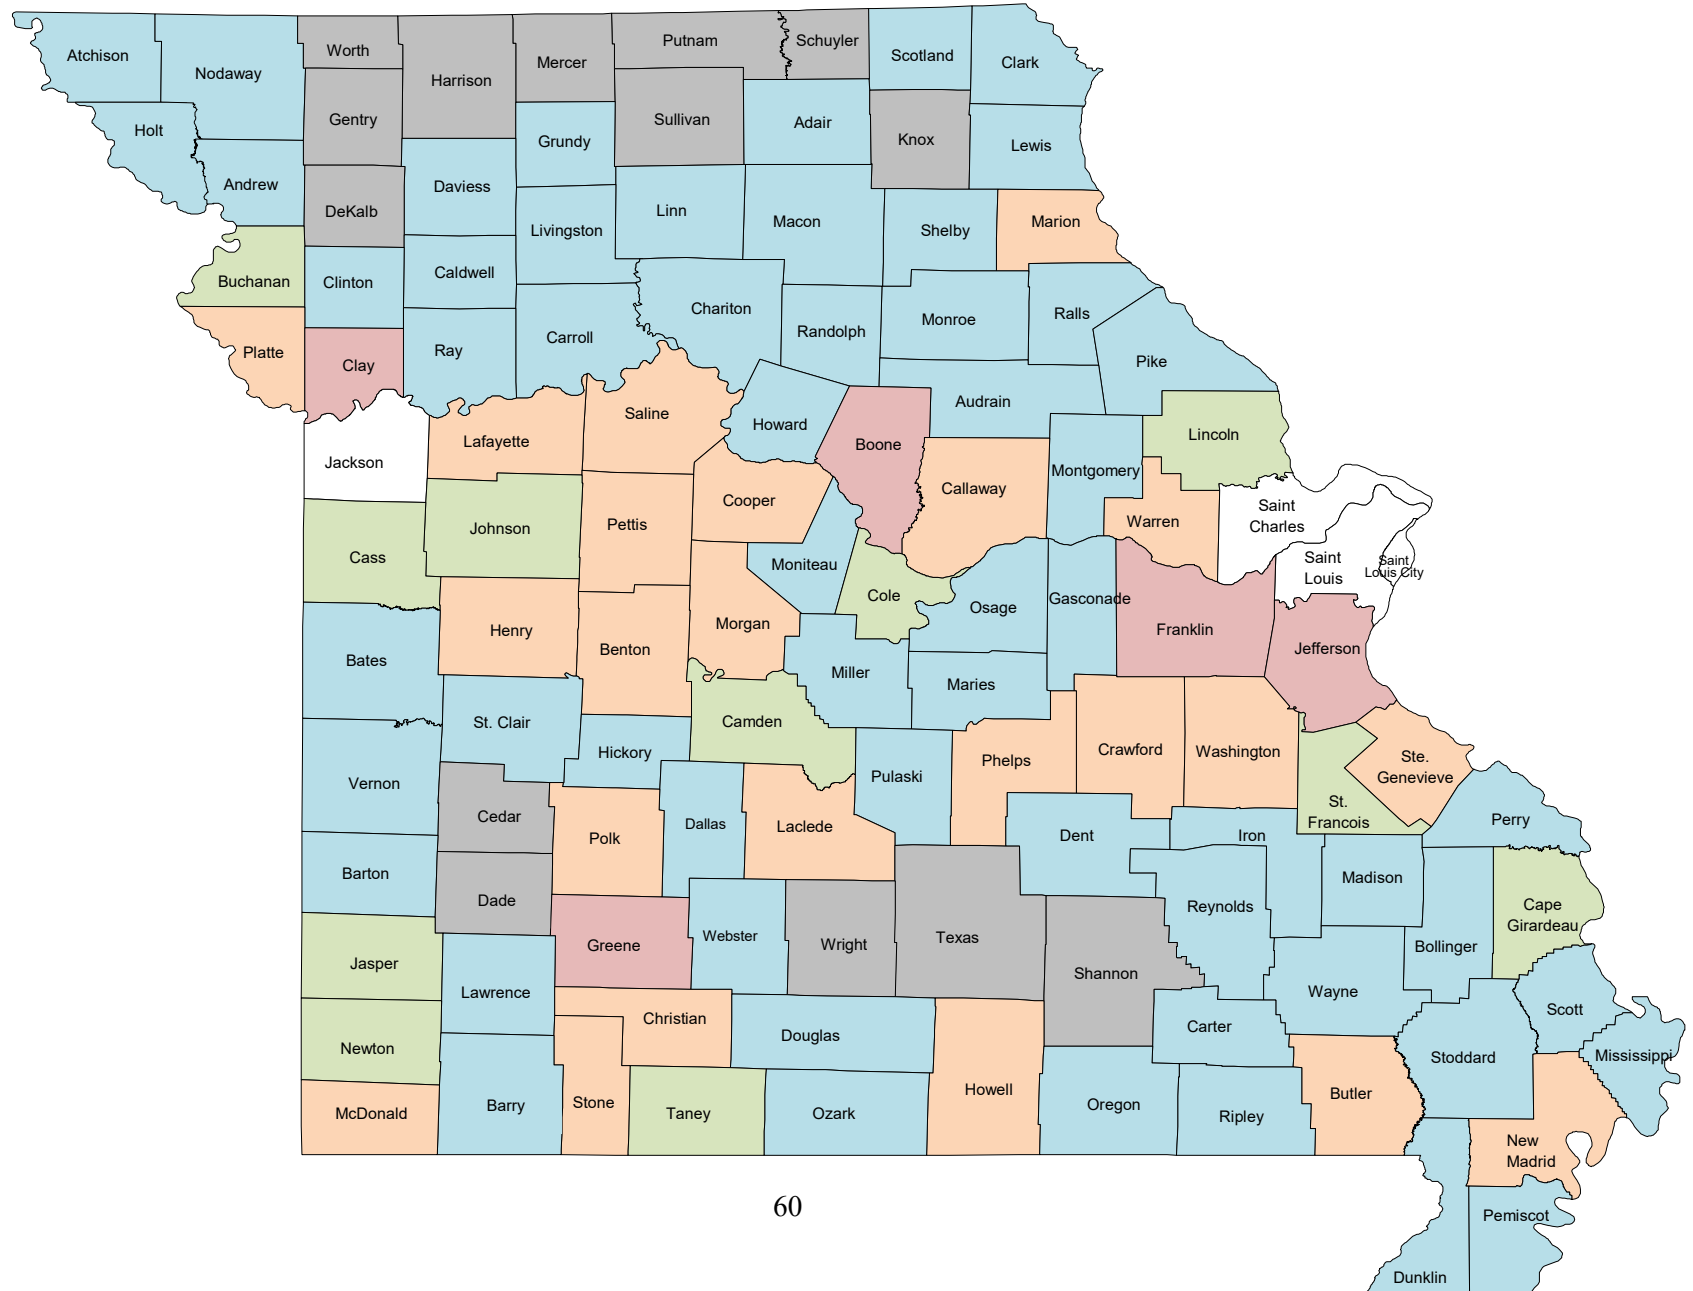 Atchison
Nodaway
Worth
Harrison
Mercer
Putnam
Schuyler
Scotland
Clark
Gentry
Sullivan
Adair
Knox
Lewis
Holt
Grundy
Andrew
DeKalb
Daviess
Livingston
Linn
Macon
Shelby
Marion
Buchanan
Clinton
Caldwell
Chariton
Randolph
Monroe
Ralls
Pike
Platte
Clay
Ray
Carroll
Saline
Howard
Audrain
Lafayette
Boone
Lincoln
Jackson
Montgomery
Callaway
Cooper
Johnson
Pettis
Warren
Saint
Charles
Cass
Moniteau
Cole
Saint
Louis
Saint
Louis City
Osage
Gasconade
Henry
Benton
Morgan
Franklin
Jefferson
Bates
Miller
Maries
St. Clair
Camden
Hickory
Vernon
Pulaski
Phelps
Crawford
Washington
Ste.
Genevieve
St.
Francois
Cedar
Polk
Dallas
Laclede
Dent
Iron
Perry
Barton
Dade
Madison
Reynolds
Cape
Girardeau
Greene
Webster
Wright
Texas
Shannon
Bollinger
Jasper
Lawrence
Wayne
Scott
Christian
Douglas
Carter
Newton
Stoddard
Mississippi
McDonald
Barry
Stone
Taney
Ozark
Howell
Oregon
Ripley
Butler
New
Madrid
60
Pemiscot
Dunklin